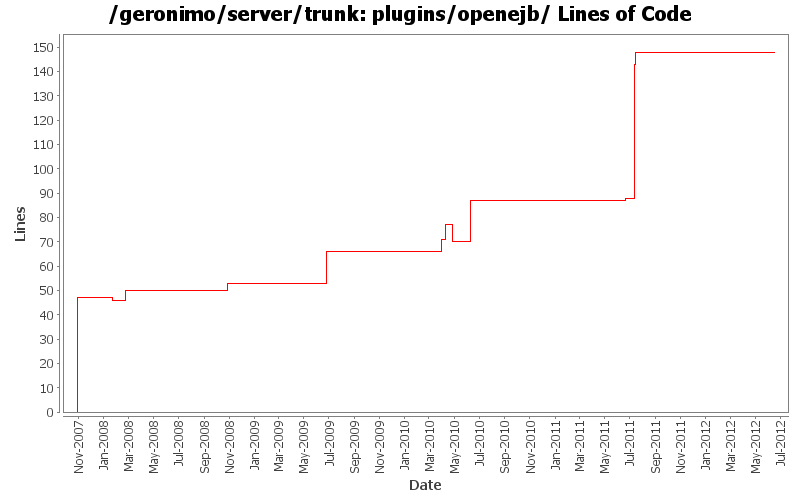 /geronimo/server/trunk: plugins/openejb/ Lines of Code
150
140
130
120
110
100
90
80
70
60
50
40
30
20
10
0
Lines
Nov-2007
Jan-2008
Mar-2008
May-2008
Jul-2008
Sep-2008
Nov-2008
Jan-2009
Mar-2009
May-2009
Jul-2009
Sep-2009
Nov-2009
Jan-2010
Mar-2010
May-2010
Jul-2010
Sep-2010
Nov-2010
Jan-2011
Mar-2011
May-2011
Jul-2011
Sep-2011
Nov-2011
Jan-2012
Mar-2012
May-2012
Jul-2012
Date